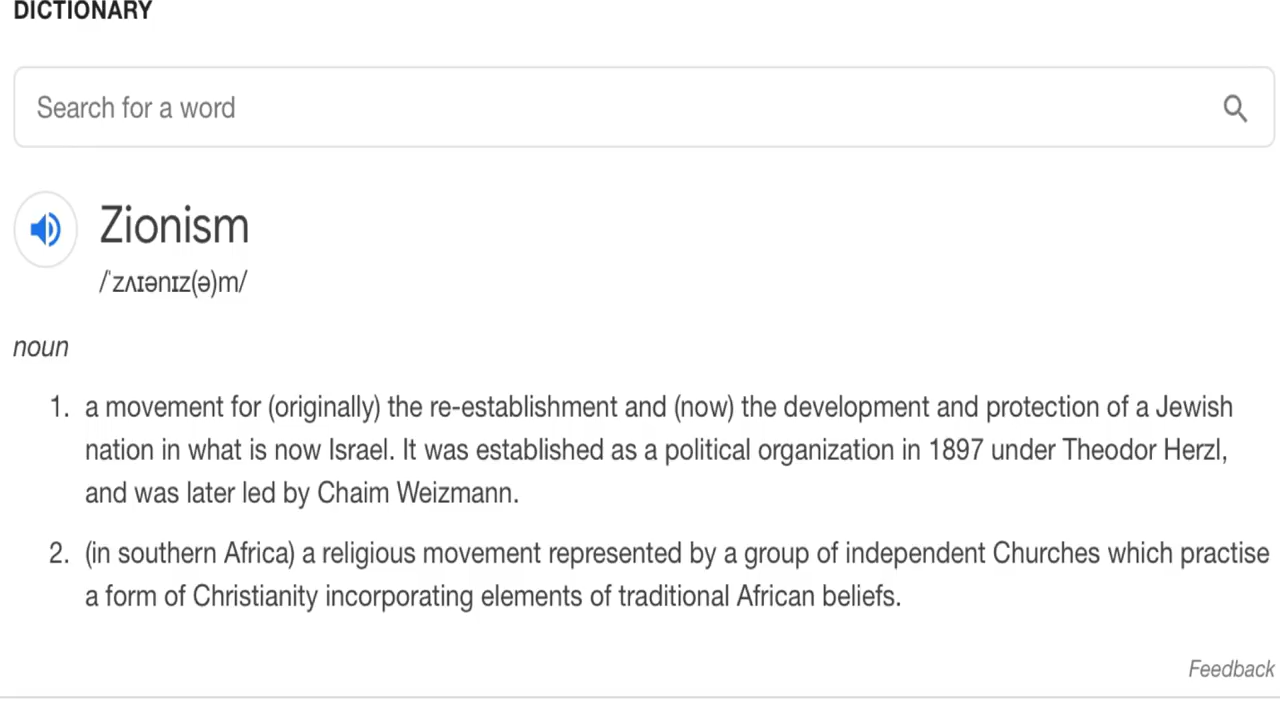 DICTIONARY
Search for a word
Zionism
/ˈzʌɪənɪz(ə)m/
noun
1. a movement for (originally) the re-establishment and (now) the development and protection of a Jewish
nation in what is now Israel. It was established as a political organization in 1897 under Theodor Herzl,
and was later led by Chaim Weizmann.
2. (in southern Africa) a religious movement represented by a group of independent Churches which practise
a form of Christianity incorporating elements of traditional African beliefs.
Feedback